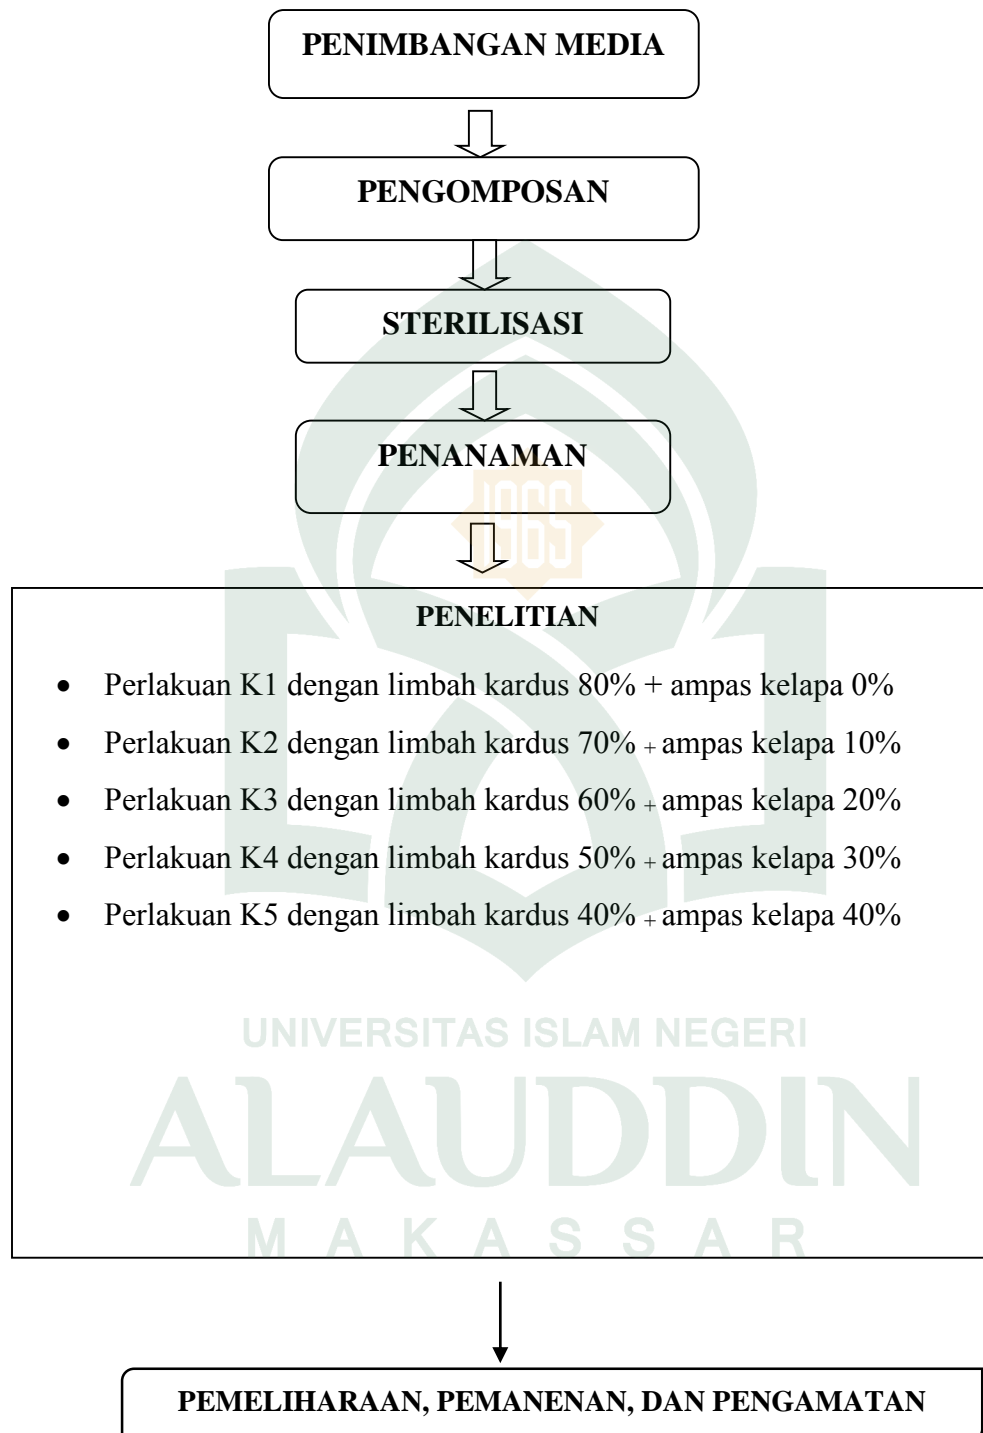 PENIMBANGAN MEDIA
PENGOMPOSAN
STERILISASI
PENANAMAN
1965
PENELITIAN
• Perlakuan K1 dengan limbah kardus 80% + ampas kelapa 0%
• Perlakuan K2 dengan limbah kardus 70% + ampas kelapa 10%
• Perlakuan K3 dengan limbah kardus 60% + ampas kelapa 20%
• Perlakuan K4 dengan limbah kardus 50% + ampas kelapa 30%
• Perlakuan K5 dengan limbah kardus 40% + ampas kelapa 40%
UNIVERSITAS ISLAM NEGERI
ALAUDDIN
MAKASSAR
PEMELIHARAAN, PEMANENAN, DAN PENGAMATAN